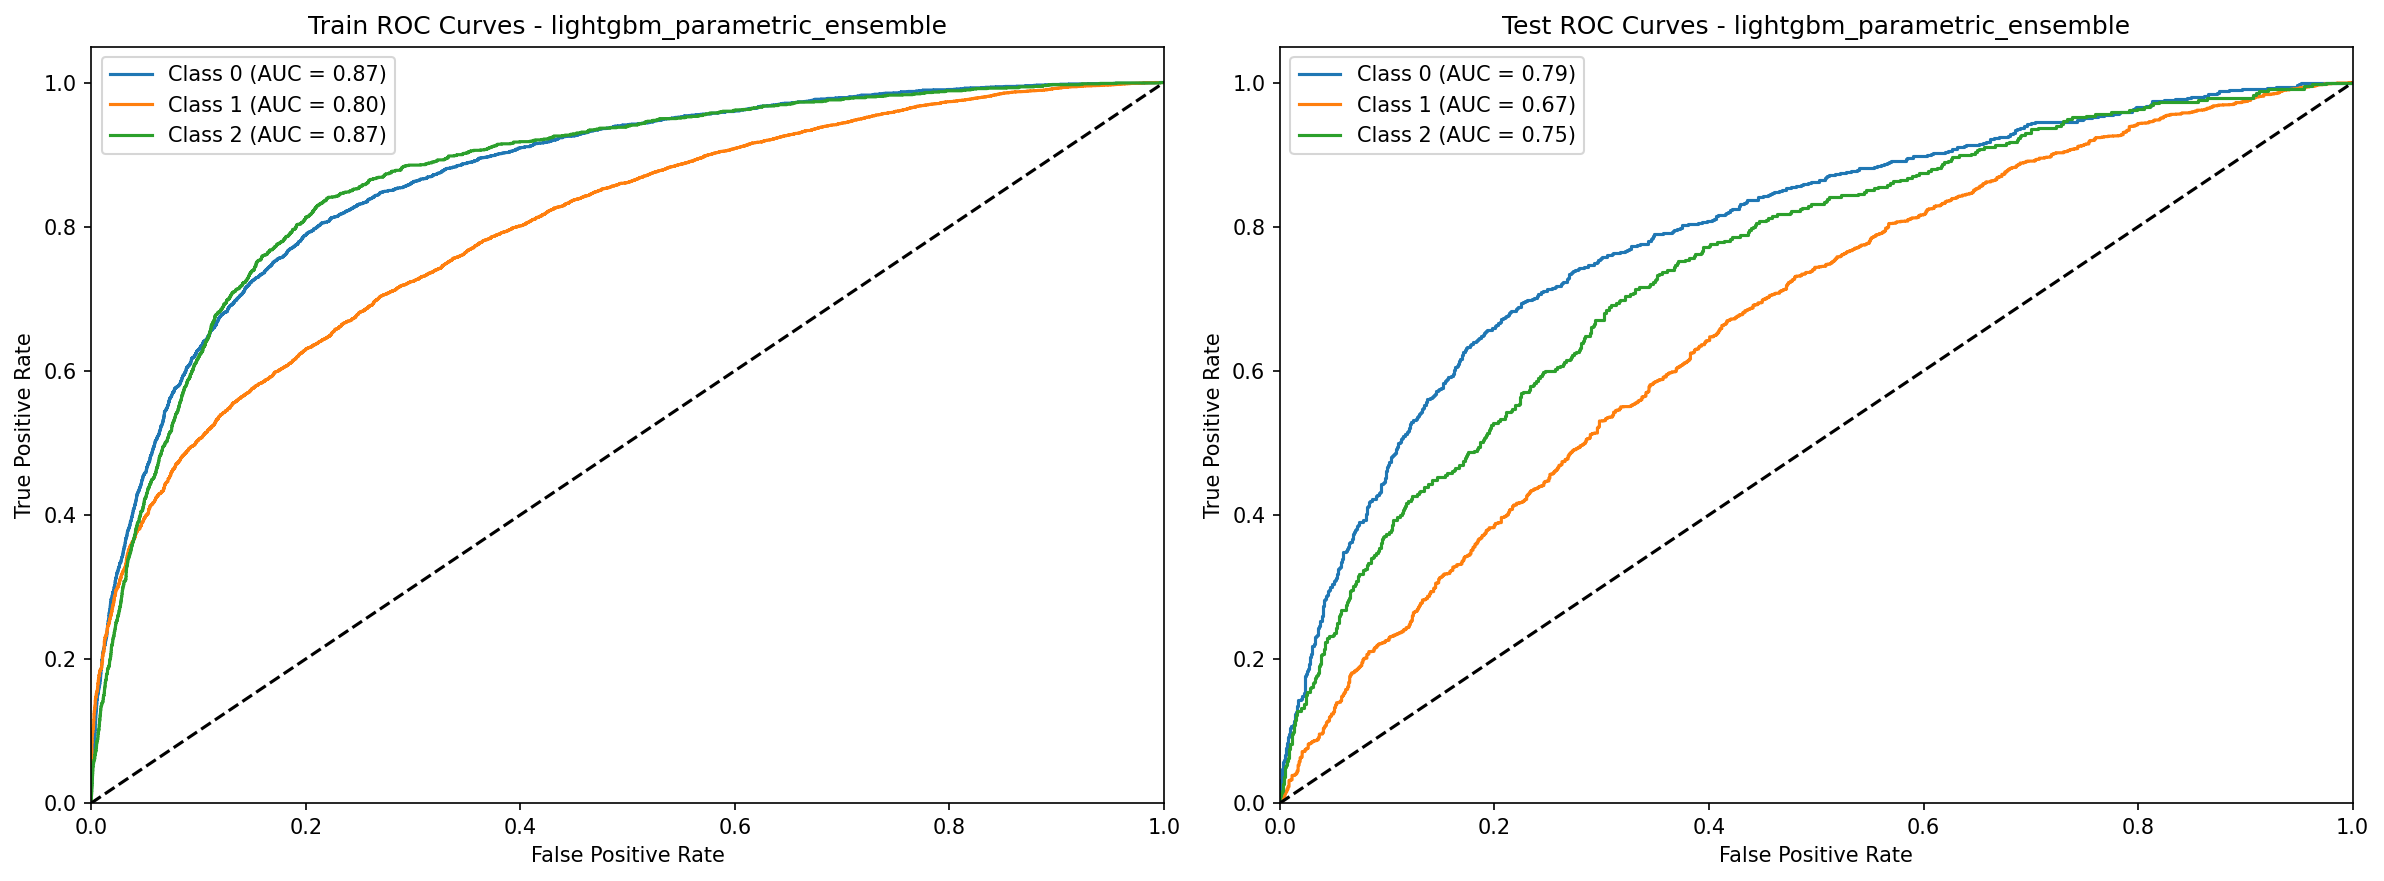 Train ROC Curves - lightgbm_parametric_ensemble
Class 0 (AUC = 0.87)
Class 1 (AUC = 0.80)
Class 2 (AUC = 0.87)
True Positive Rate
1.0
0.8
0.6
0.4
0.2
0.0
0.0 0.2 0.4 0.6 0.8 1.0
False Positive Rate
Test ROC Curves - lightgbm_parametric_ensemble
Class 0 (AUC = 0.79)
Class 1 (AUC = 0.67)
Class 2 (AUC = 0.75)
True Positive Rate
1.0
0.8
0.6
0.4
0.2
0.0
0.0 0.2 0.4 0.6 0.8 1.0
False Positive Rate